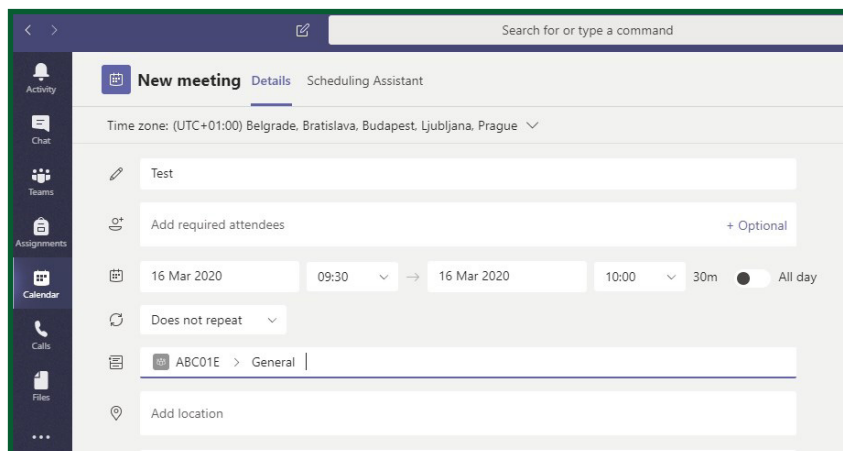 Search for or type a command
Activity
Chat
Teams
Assignments
Calendar
Calls
Files
New meeting Details Scheduling Assistant
Time zone: (UTC+01:00) Belgrade, Bratislava, Budapest, Ljubljana, Prague
Test
Add required attendees + Optional
16 Mar 2020 09:30 → 16 Mar 2020 10:00 30m All day
Does not repeat
ABC01E > General
Add location